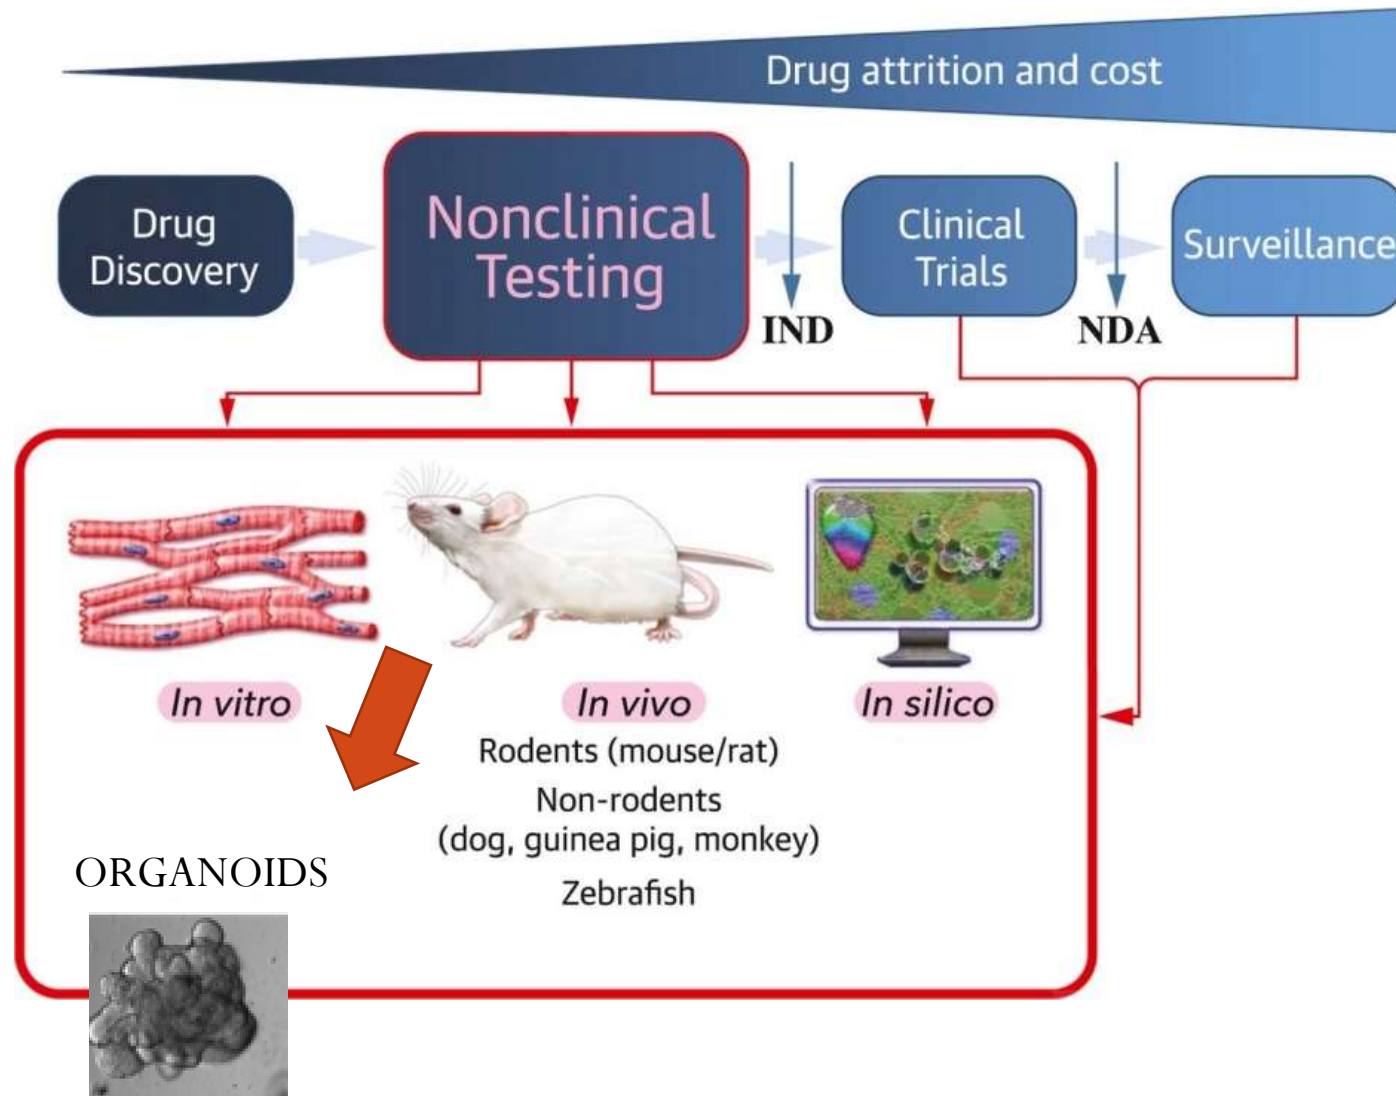 Drug attrition and cost
Drug
Discovery
Nonclinical
Testing
IND
Clinical
Trials
NDA
Surveillance
In vitro
In vivo
In silico
Rodents (mouse/rat)
Non-rodents
(dog, guinea pig, monkey)
Zebrafish
ORGANOIDS